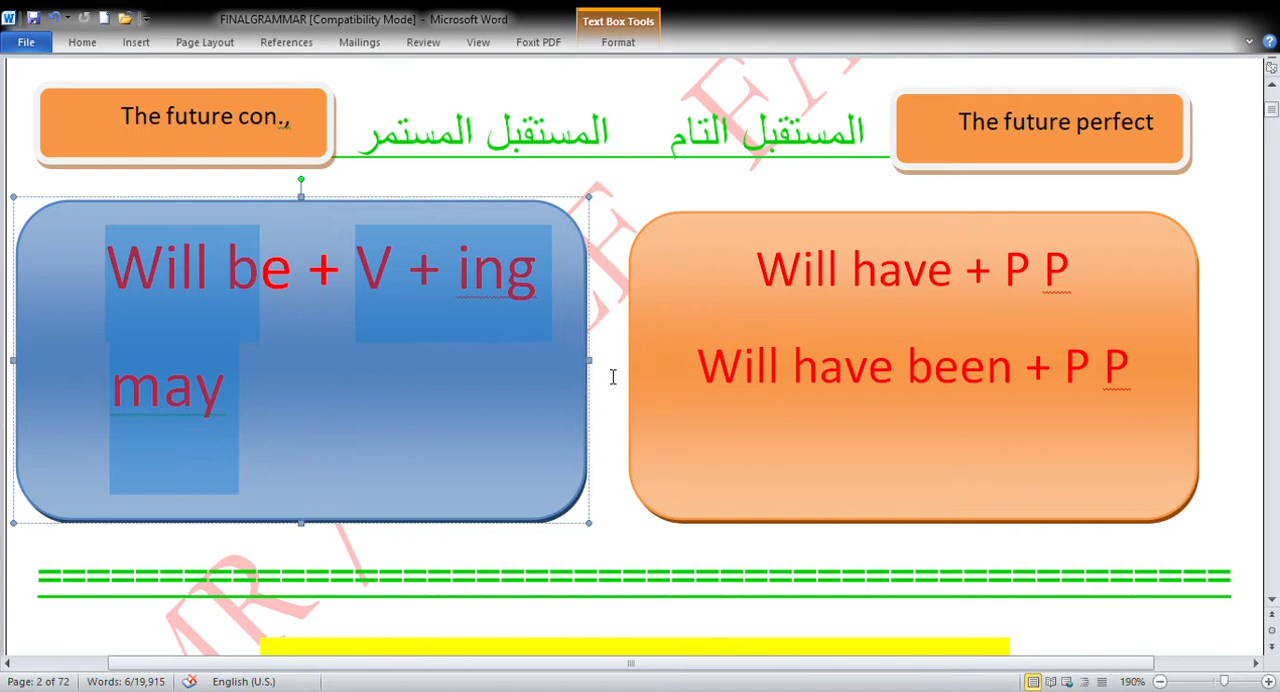 FINALGRAMMAR [Compatibility Mode] - Microsoft Word
Text Box Tools
File Home Insert Page Layout References Mailings Review View Foxit PDF Format
The future con.,
المستقبل التام المستقبل المستمر
The future perfect
Will be + V + ing
may
Will have + P P
Will have been + P P
==================================================
MR /
Page: 2 of 72 Words: 6/19,915 English (U.S.) 190%